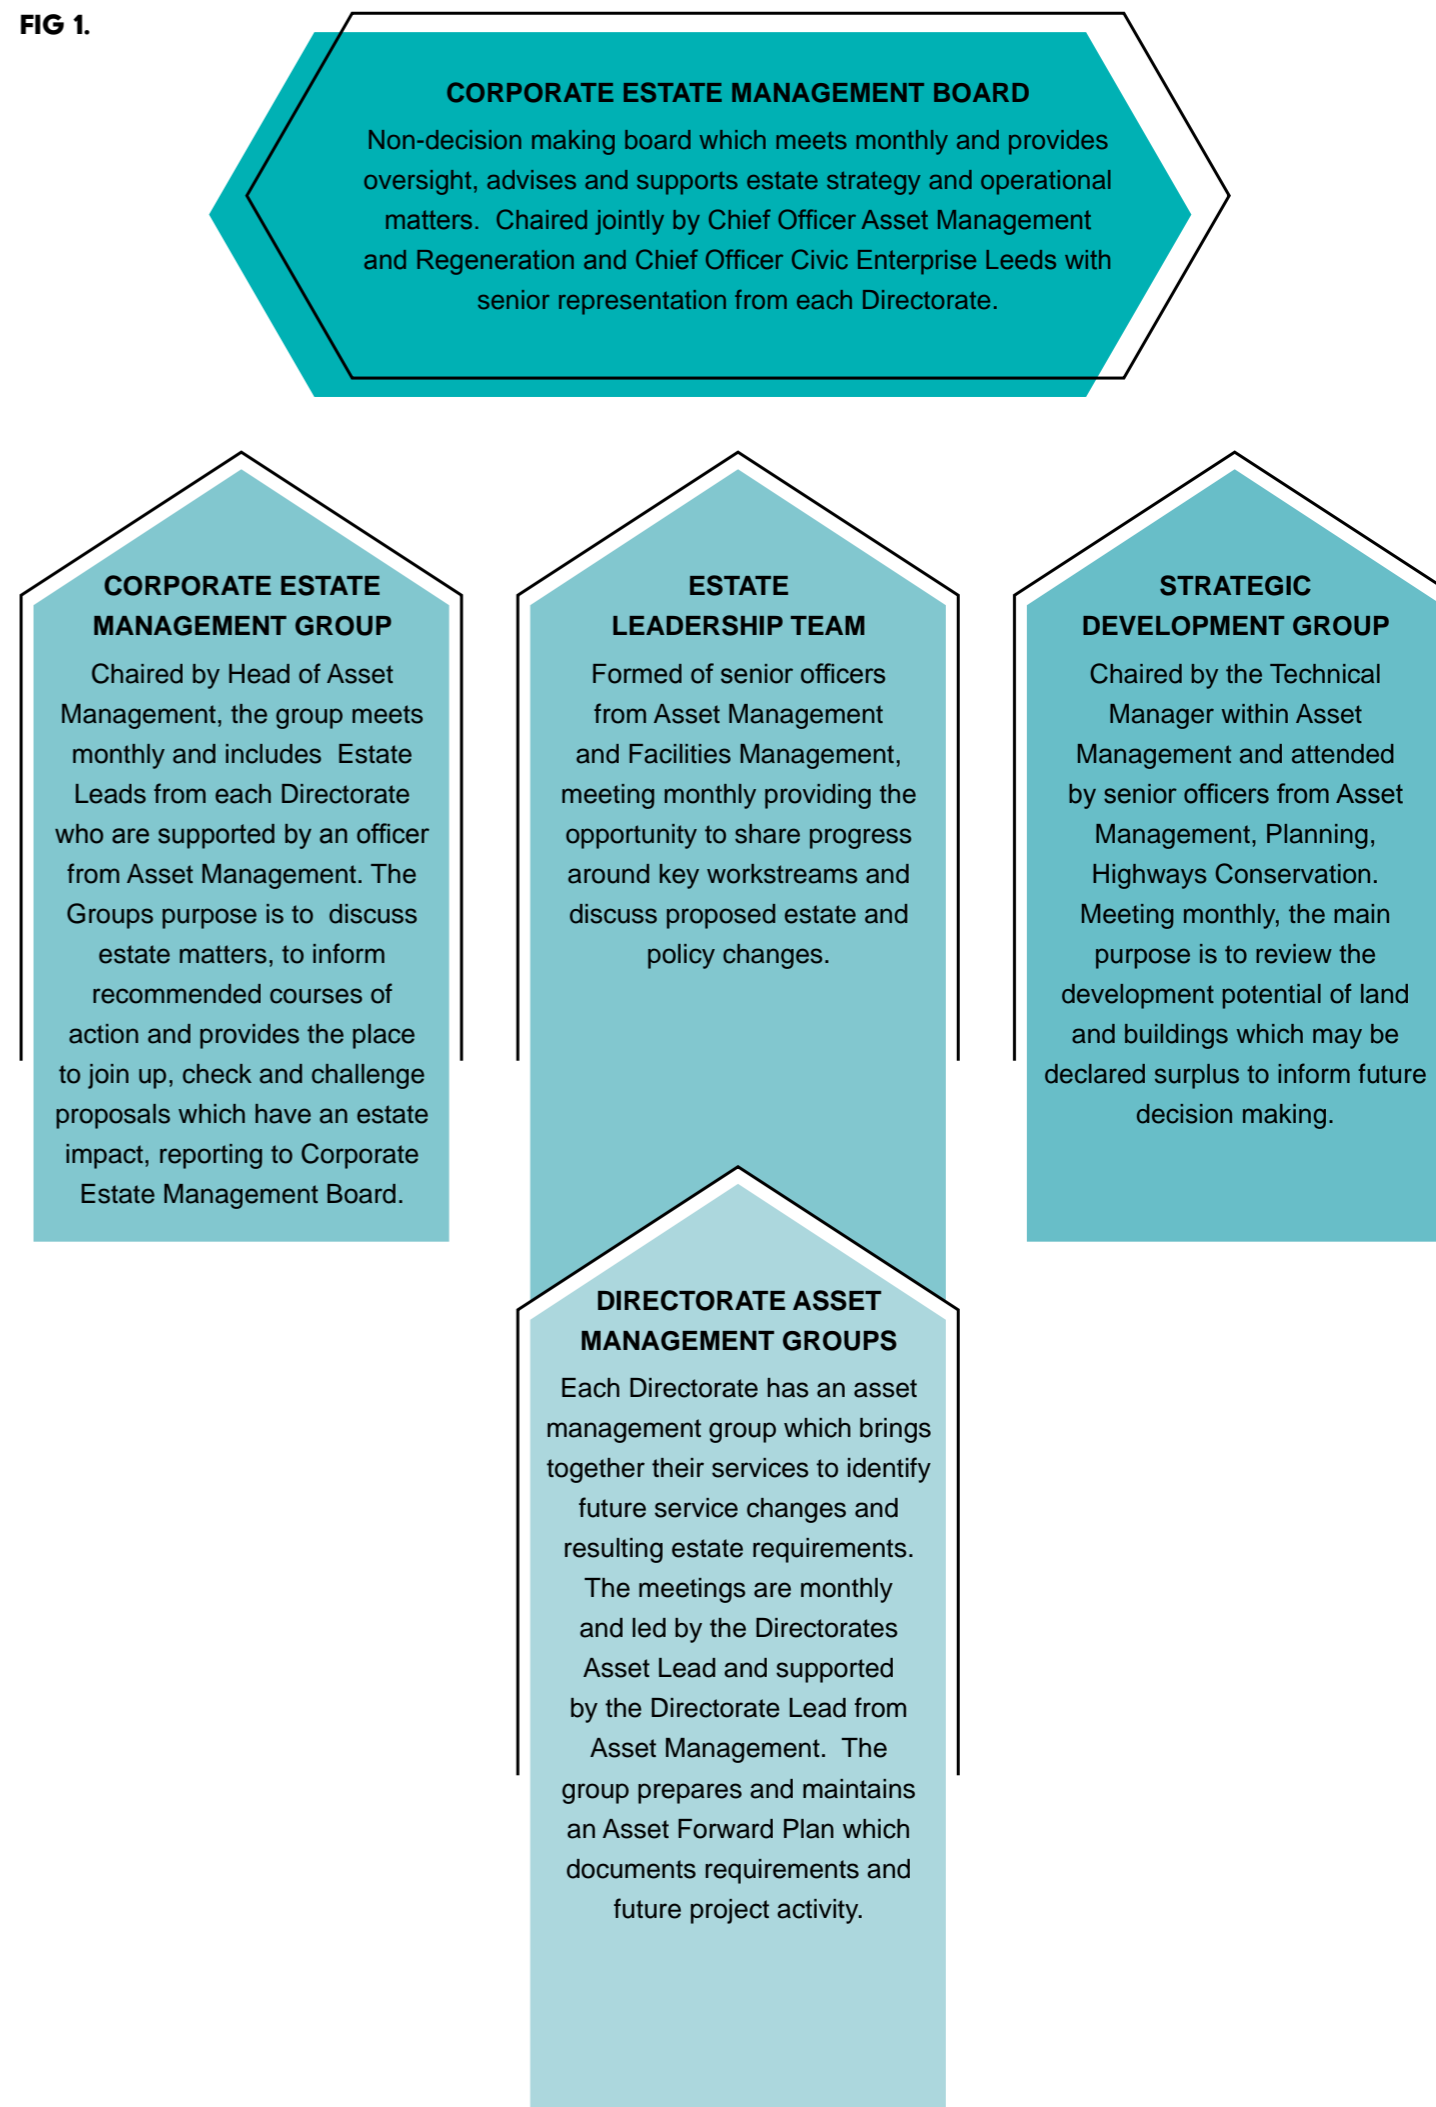 FIG 1.
CORPORATE ESTATE MANAGEMENT BOARD
Non-decision making board which meets monthly and provides
oversight, advises and supports estate strategy and operational
matters.  Chaired jointly by Chief Officer Asset Management
and Regeneration and Chief Officer Civic Enterprise Leeds with
senior representation from each Directorate.
CORPORATE ESTATE
MANAGEMENT GROUP
Chaired by Head of Asset
Management, the group meets
monthly and includes  Estate
Leads from each Directorate
who are supported by an officer
from Asset Management. The
Groups purpose is to  discuss
estate matters, to inform
recommended courses of
action and provides the place
to join up, check and challenge
proposals which have an estate
impact, reporting to Corporate
Estate Management Board.
ESTATE
LEADERSHIP TEAM
Formed of senior officers
from Asset Management
and Facilities Management,
meeting monthly providing the
opportunity to share progress
around key workstreams and
discuss proposed estate and
policy changes.
STRATEGIC
DEVELOPMENT GROUP
Chaired by the Technical
Manager within Asset
Management and attended
by senior officers from Asset
Management, Planning,
Highways Conservation.
Meeting monthly, the main
purpose is to review the
development potential of land
and buildings which may be
declared surplus to inform future
decision making.
DIRECTORATE ASSET
MANAGEMENT GROUPS
Each Directorate has an asset
management group which brings
together their services to identify
future service changes and
resulting estate requirements.
The meetings are monthly
and led by the Directorates
Asset Lead and supported
by the Directorate Lead from
Asset Management.  The
group prepares and maintains
an Asset Forward Plan which
documents requirements and
future project activity.